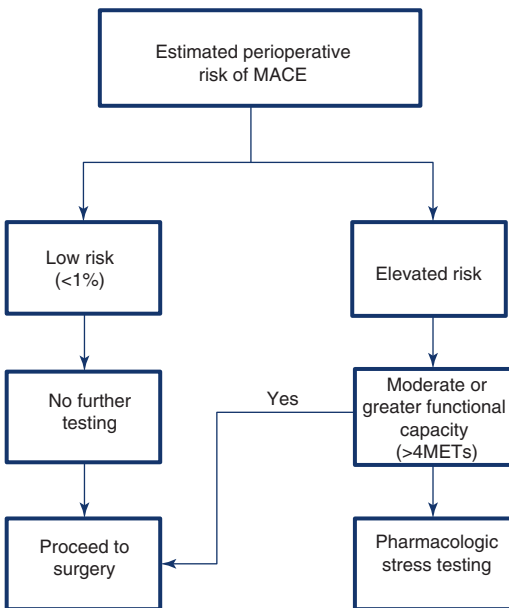 Estimated perioperative
risk of MACE
Low risk
(<1%)
Elevated risk
No further
testing
Yes
Moderate or
greater functional
capacity
(>4METs)
Proceed to
surgery
Pharmacologic
stress testing